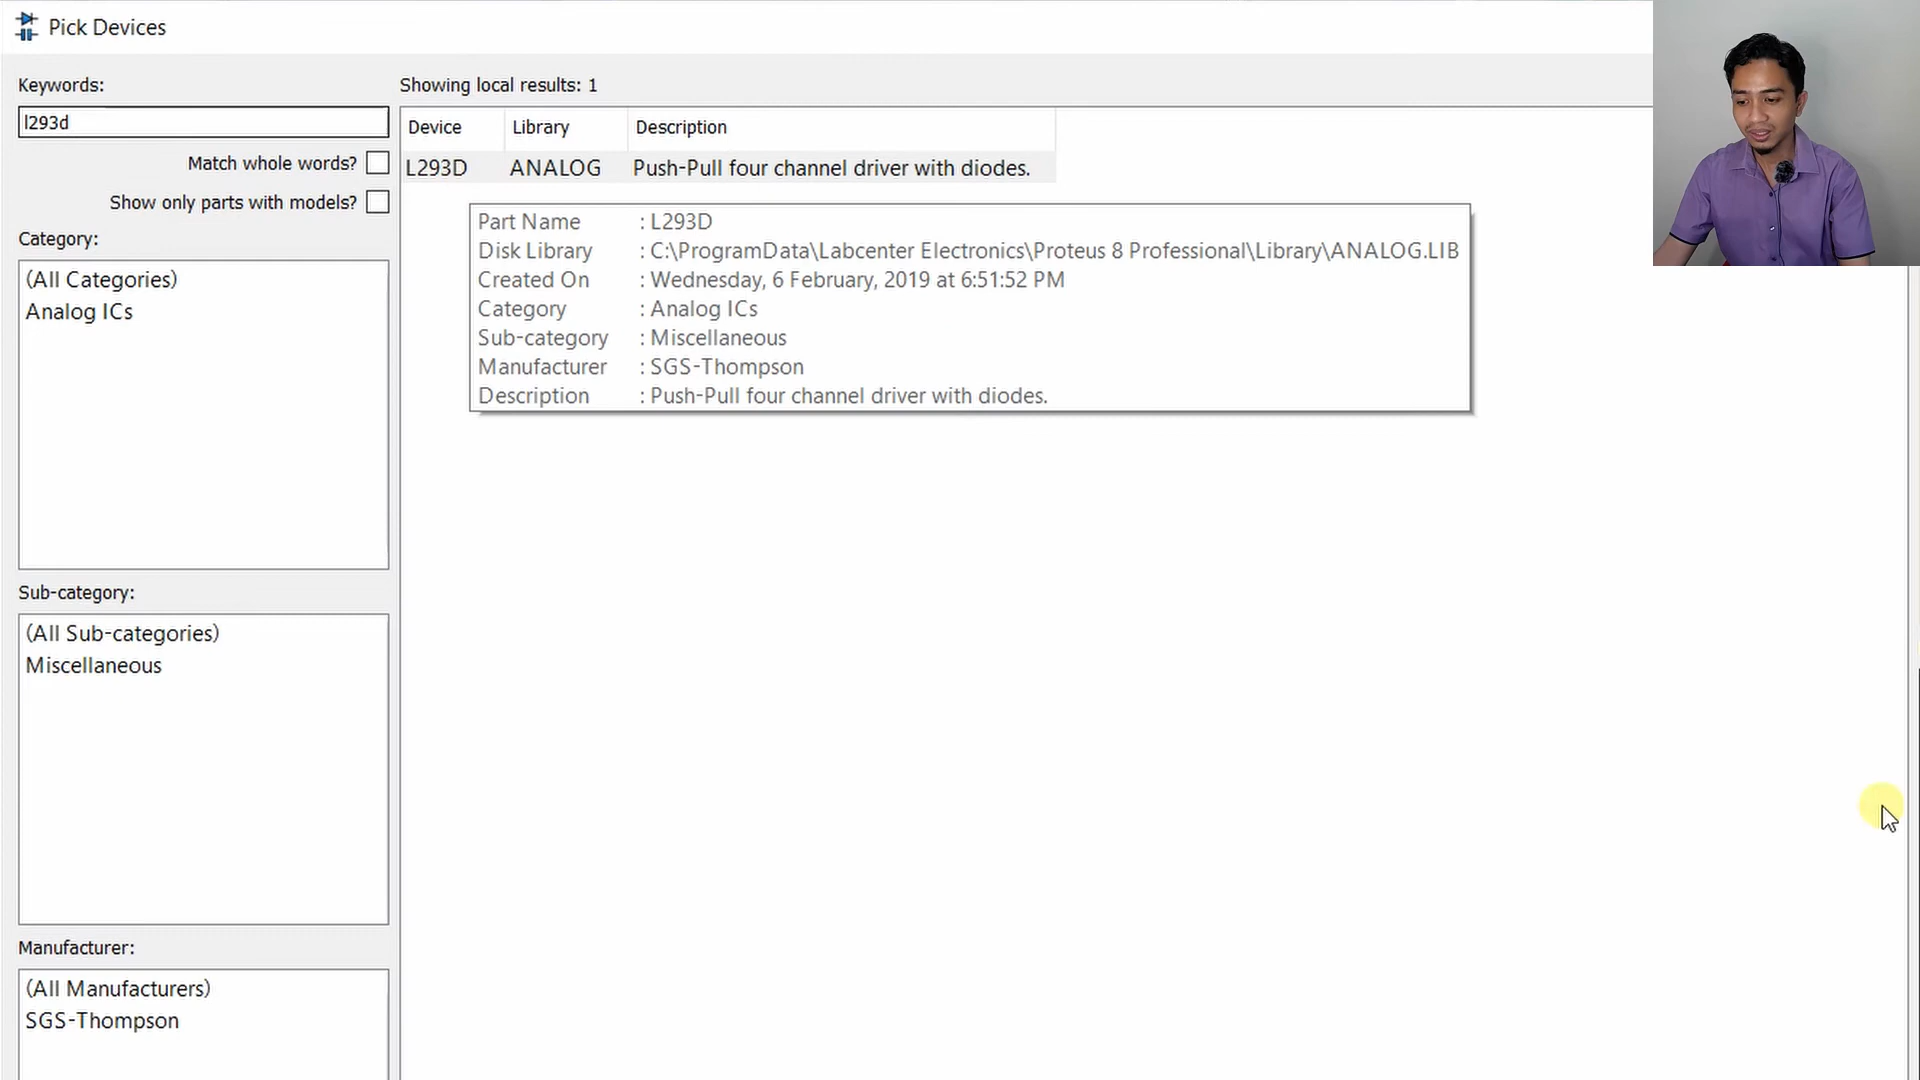 Pick Devices
Keywords:
l293d
Match whole words?
Show only parts with models?
Category:
(All Categories)
Analog ICs
Sub-category:
(All Sub-categories)
Miscellaneous
Manufacturer:
(All Manufacturers)
SGS-Thompson
Showing local results: 1
Device Library Description
L293D ANALOG Push-Pull four channel driver with diodes.
Part Name : L293D
Disk Library : C:\ProgramData\Labcenter Electronics\Proteus 8 Professional\Library\ANALOG.LIB
Created On : Wednesday, 6 February, 2019 at 6:51:52 PM
Category : Analog ICs
Sub-category : Miscellaneous
Manufacturer : SGS-Thompson
Description : Push-Pull four channel driver with diodes.